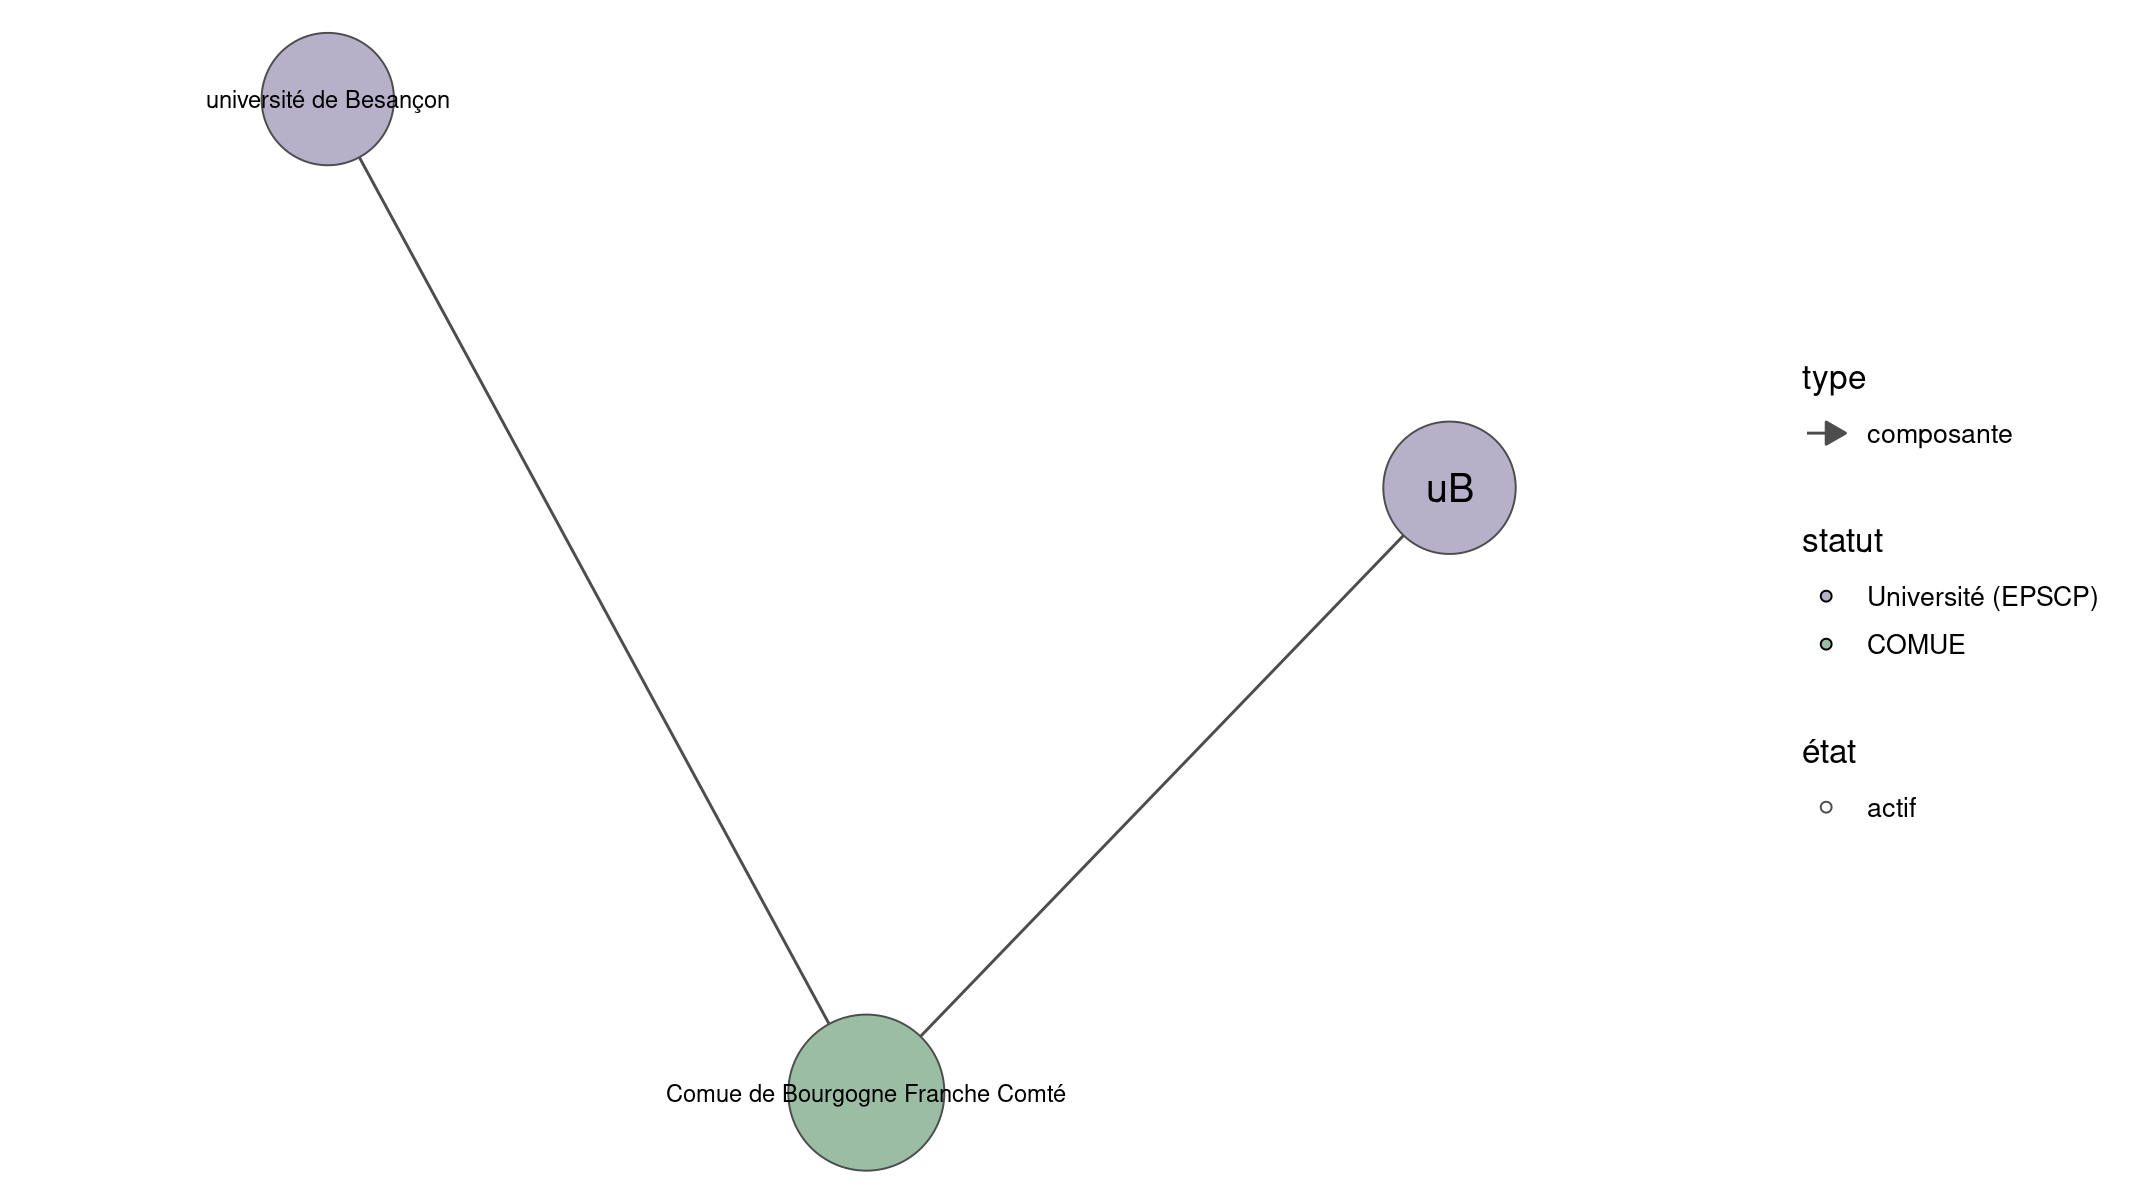 université de Besançon
uB
Comue de Bourgogne Franche Comté
type
composante
statut
Université (EPSCP)
COMUE
état
actif